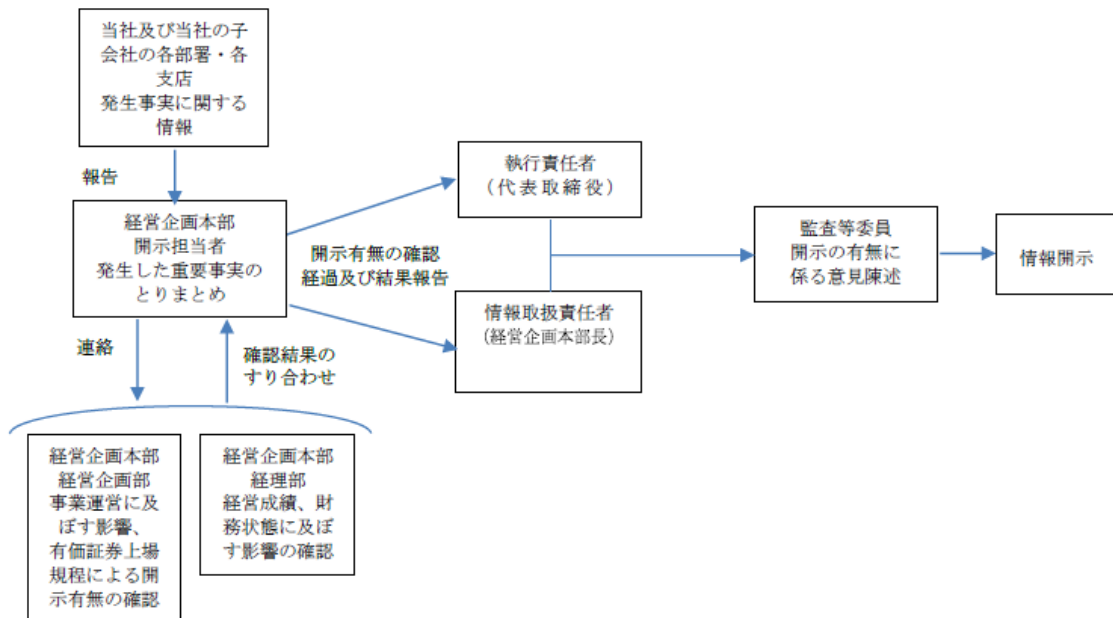 当社及び当社の子
会社の各部署・各
支店
発生事実に関する
情報
報告
経営企画本部
開示担当者
発生した重要事実の
とりまとめ
連絡
確認結果の
すり合わせ
経営企画本部
経営企画部
事業運営に及
ぼす影響、
有価証券上場
規程による開
示有無の確認
経営企画本部
経理部
経営成績、財
務状態に及ぼ
す影響の確認
開示有無の確認
経過及び結果報告
執行責任者
（代表取締役）
情報取扱責任者
(経営企画本部長)
監査等委員
開示の有無に
係る意見陳述
情報開示